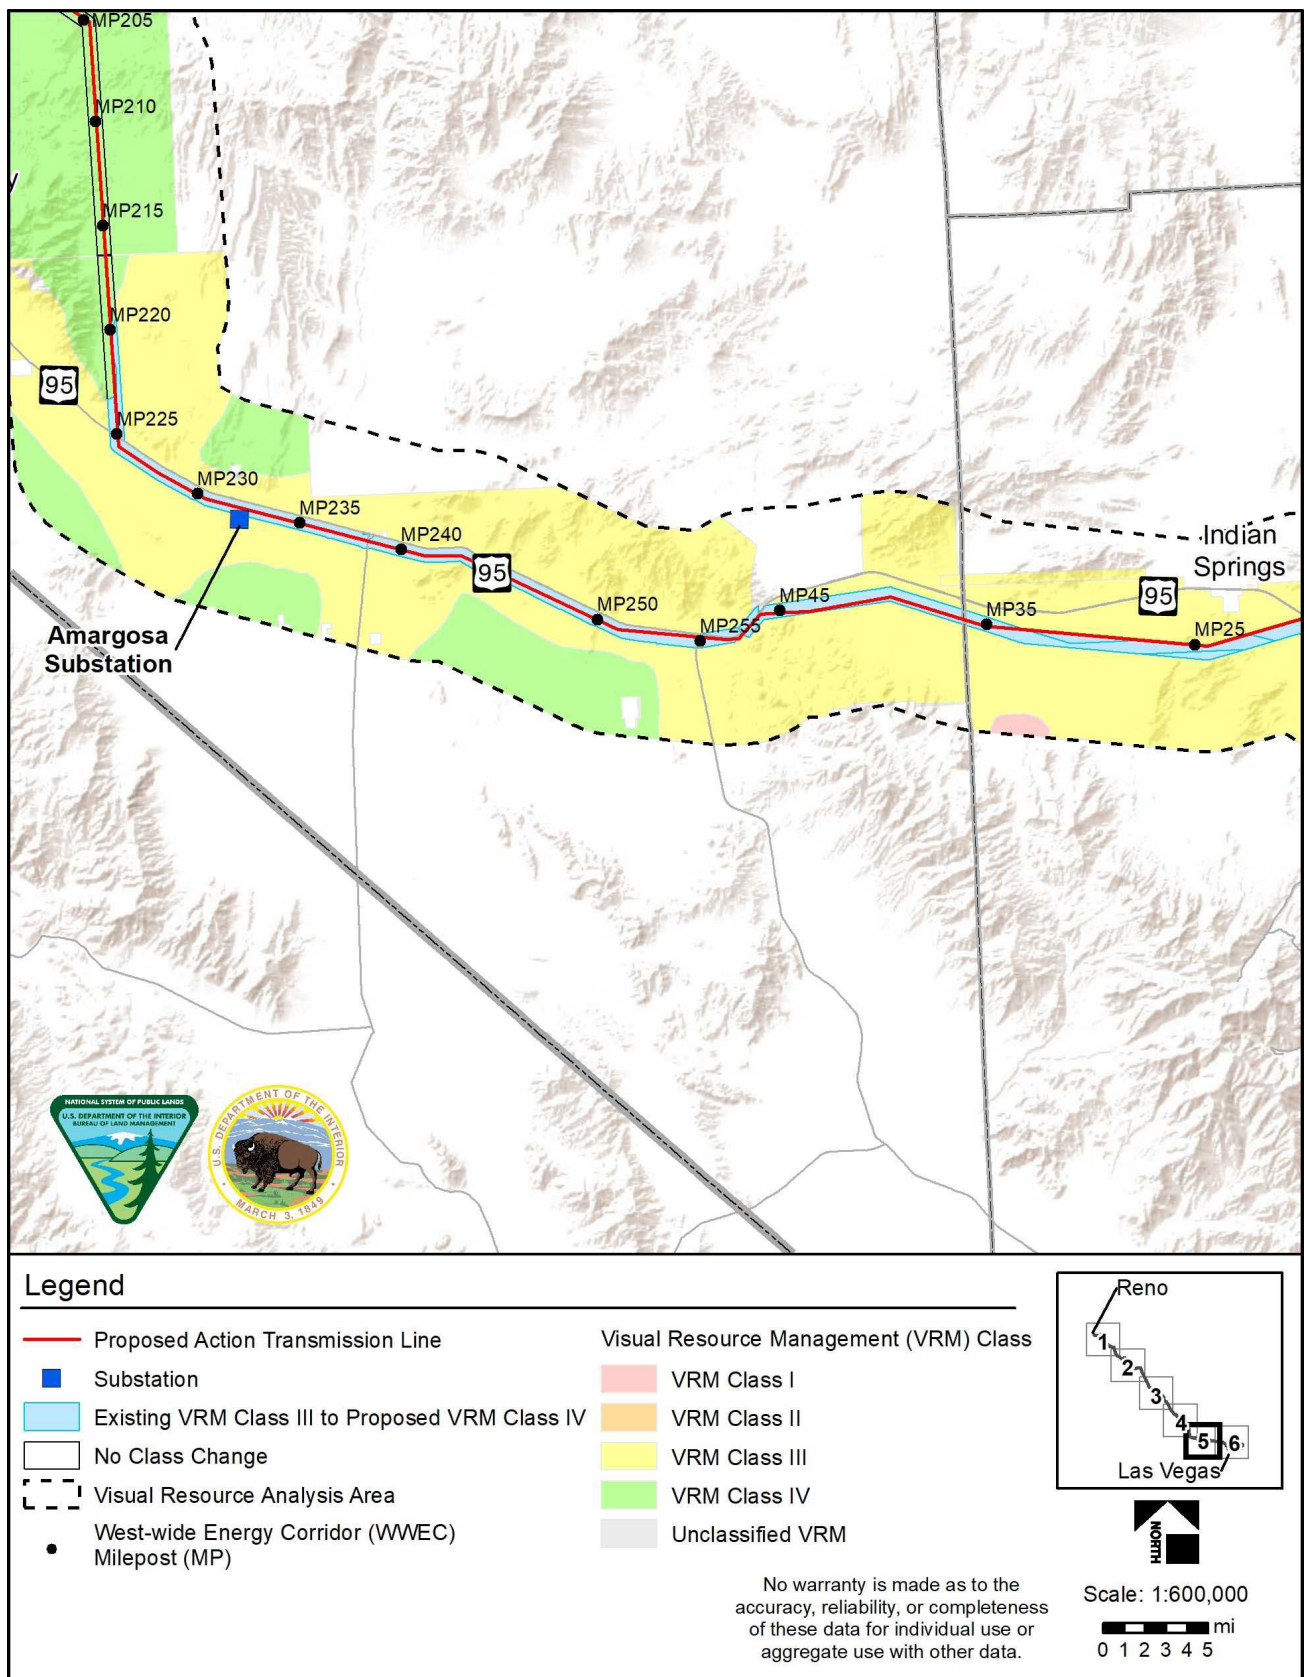 MP205
MP210
y
MP215
MP220
95
MP225
MP230
MP235
MP240
95
MP250
MP255
MP45
MP35
MP25
95
Indian
Springs
Amargosa
Substation
NATIONAL SYSTEM OF PUBLIC LANDS
U.S. DEPARTMENT OF THE INTERIOR
BUREAU OF LAND MANAGEMENT
U.S. DEPARTMENT OF THE INTERIOR
MARCH 3, 1849
Legend
Proposed Action Transmission Line
Substation
Existing VRM Class III to Proposed VRM Class IV
No Class Change
Visual Resource Analysis Area
West-wide Energy Corridor (WWEC)
Milepost (MP)
Visual Resource Management (VRM) Class
VRM Class I
VRM Class II
VRM Class III
VRM Class IV
Unclassified VRM
No warranty is made as to the
accuracy, reliability, or completeness
of these data for individual use or
aggregate use with other data.
Reno
1
2
3
4
5
6
Las Vegas
NORTH
Scale: 1:600,000
mi
0 1 2 3 4 5